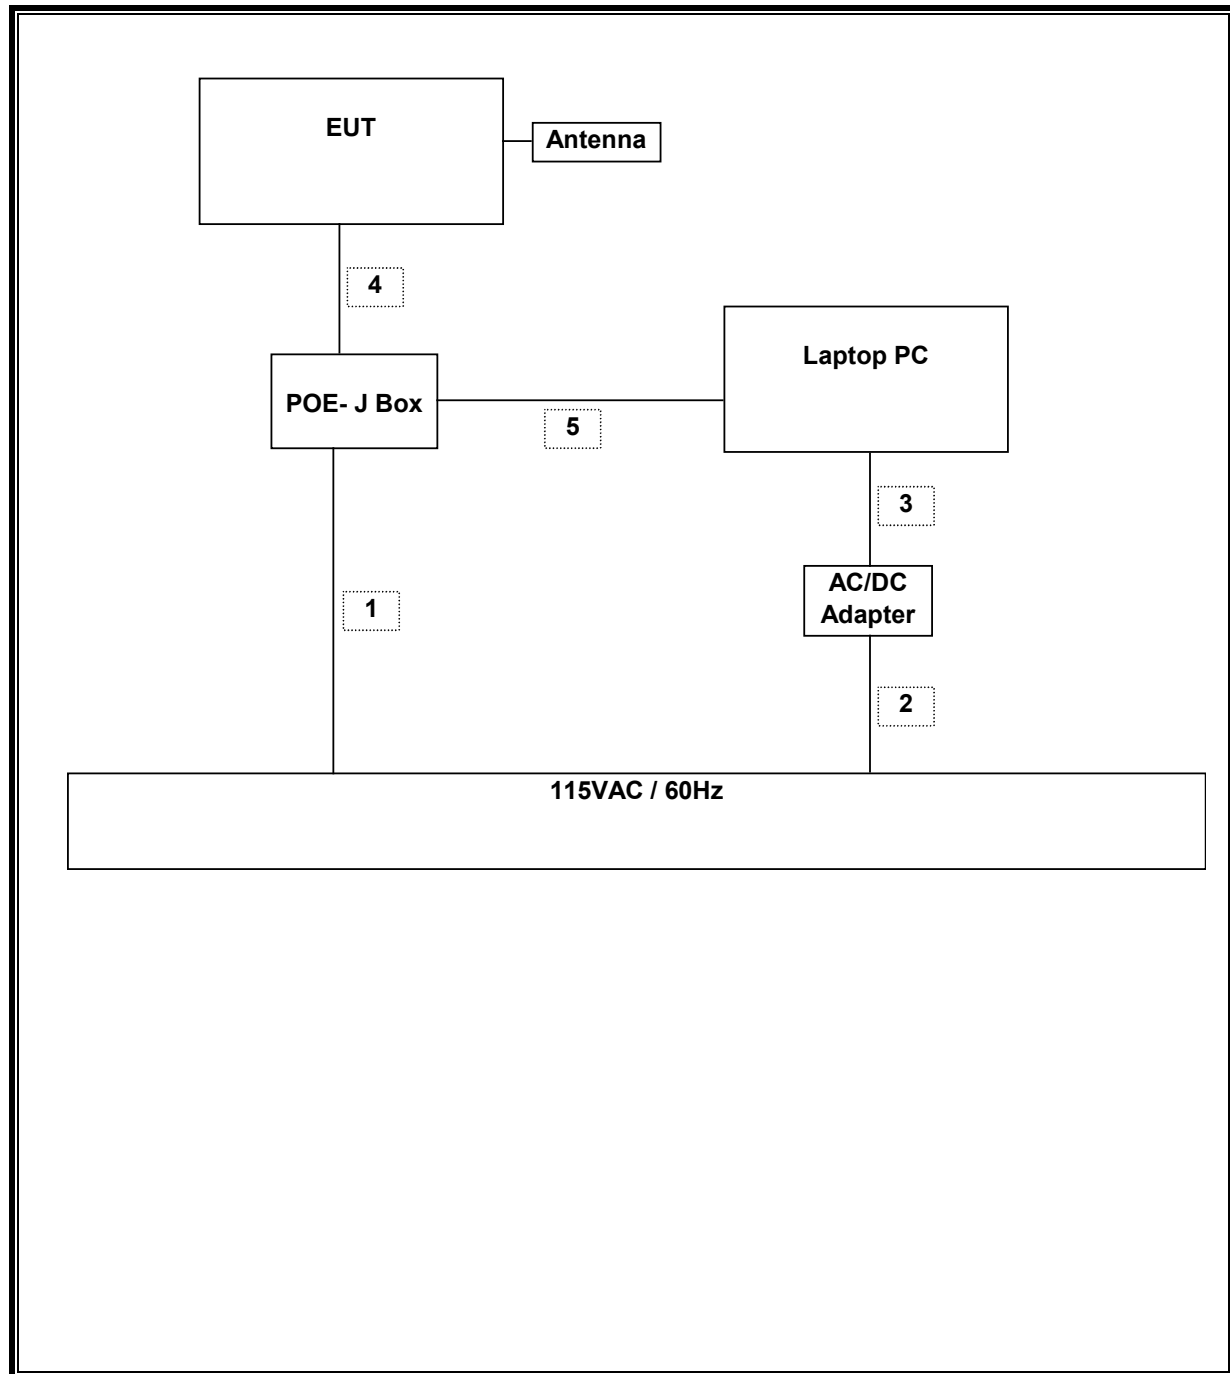 EUT
Antenna
4
Laptop PC
POE- J Box
5
3
AC/DC
Adapter
1
2
115VAC / 60Hz